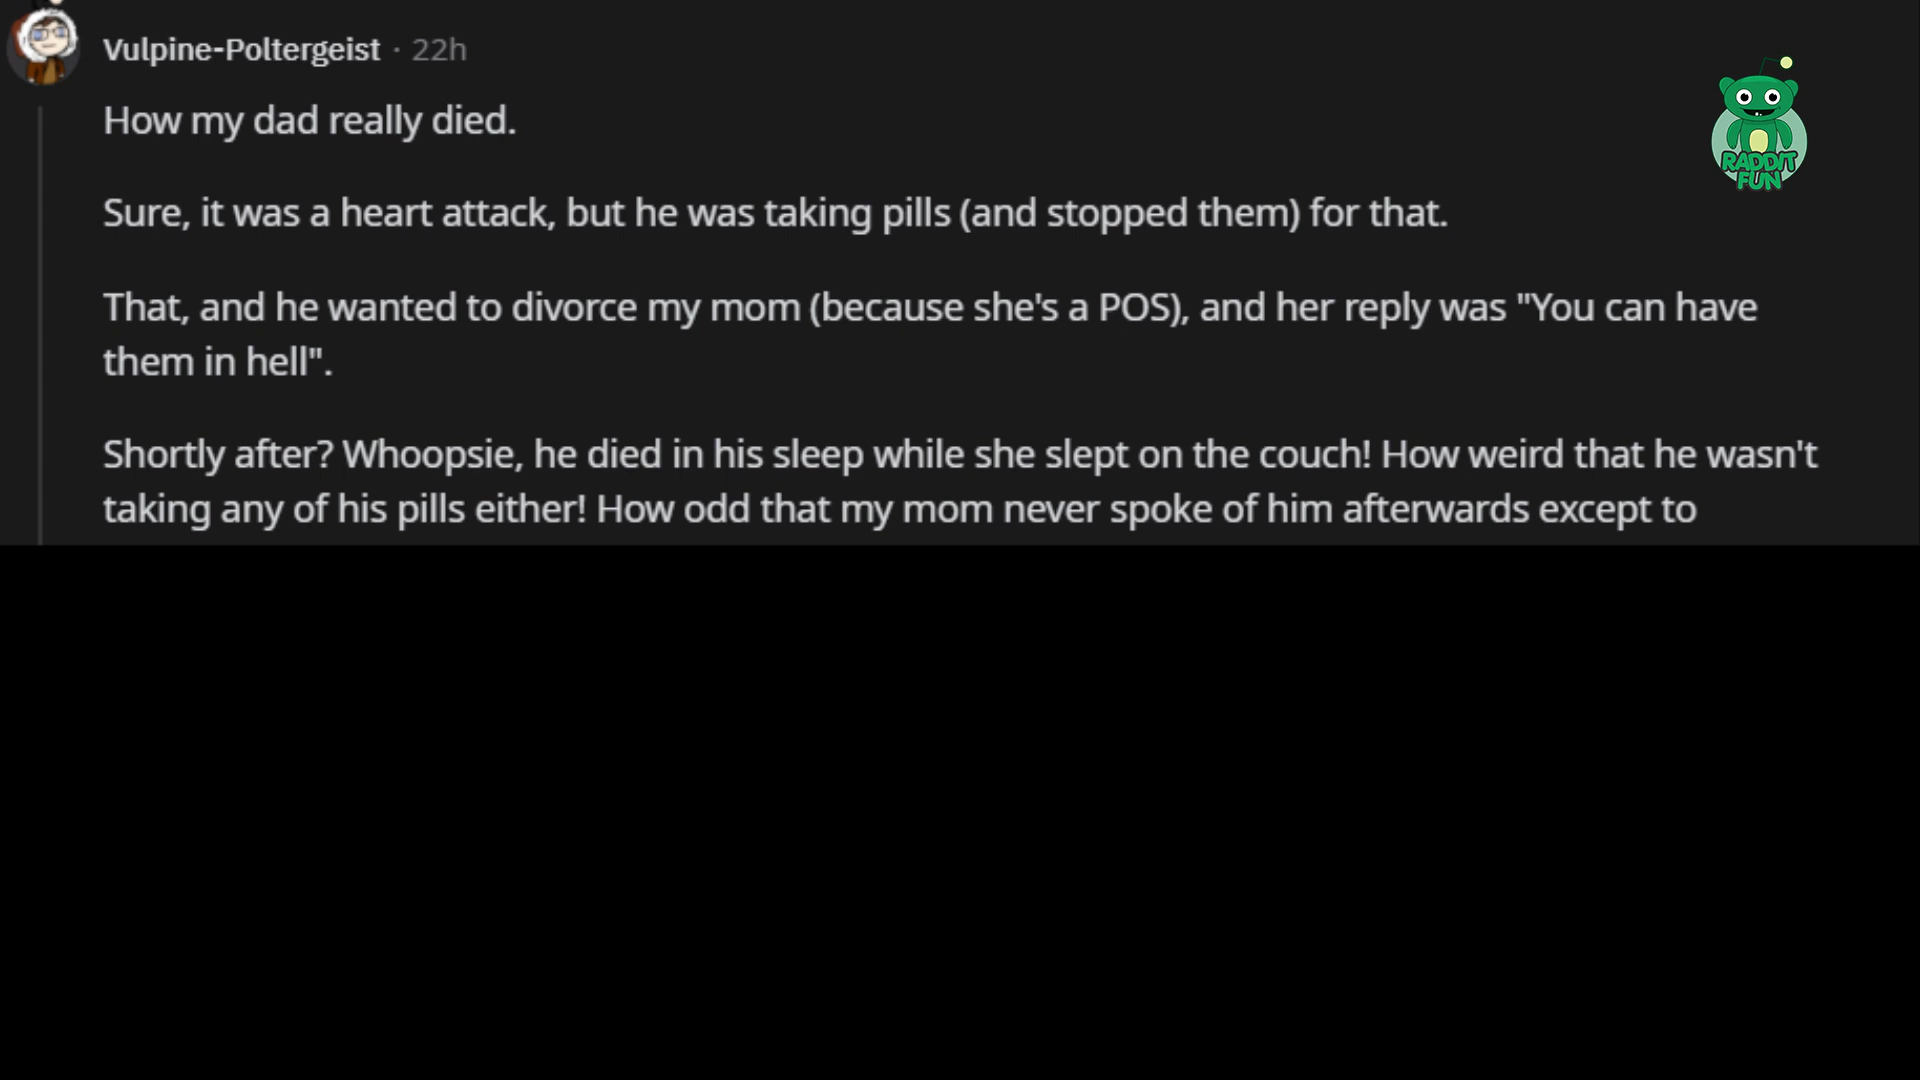 Vulpine-Poltergeist · 22h
How my dad really died.
RADDIT
FUN
Sure, it was a heart attack, but he was taking pills (and stopped them) for that.
That, and he wanted to divorce my mom (because she's a POS), and her reply was "You can have
them in hell".
Shortly after? Whoopsie, he died in his sleep while she slept on the couch! How weird that he wasn't
taking any of his pills either! How odd that my mom never spoke of him afterwards except to